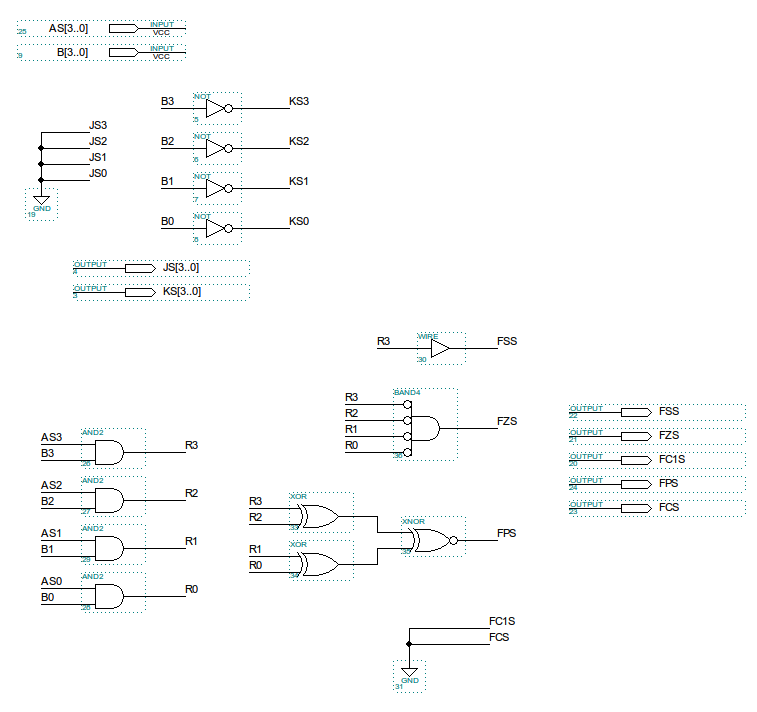 AS[3..0] INPUT VCC
25
B[3..0] INPUT VCC
9
NOT
B3 KS3
5
JS3
NOT
JS2
B2 KS2
6
JS1
JS0
NOT
B1 KS1
7
GND
19
NOT
B0 KS0
8
OUTPUT JS[3..0]
4
OUTPUT KS[3..0]
3
WIRE
R3 FSS
30
BAND4
R3
R2
FZS
R1
R0
36
OUTPUT FSS
22
OUTPUT FZS
21
OUTPUT FC1S
20
OUTPUT FPS
24
OUTPUT FCS
23
AND2
AS3
R3
B3
26
AND2
AS2
R2
B2
27
AND2
AS1
R1
B1
29
AND2
AS0
R0
B0
28
XOR
R3
R2
33
XOR
R1
R0
34
XNOR
FPS
35
FC1S
FCS
GND
31